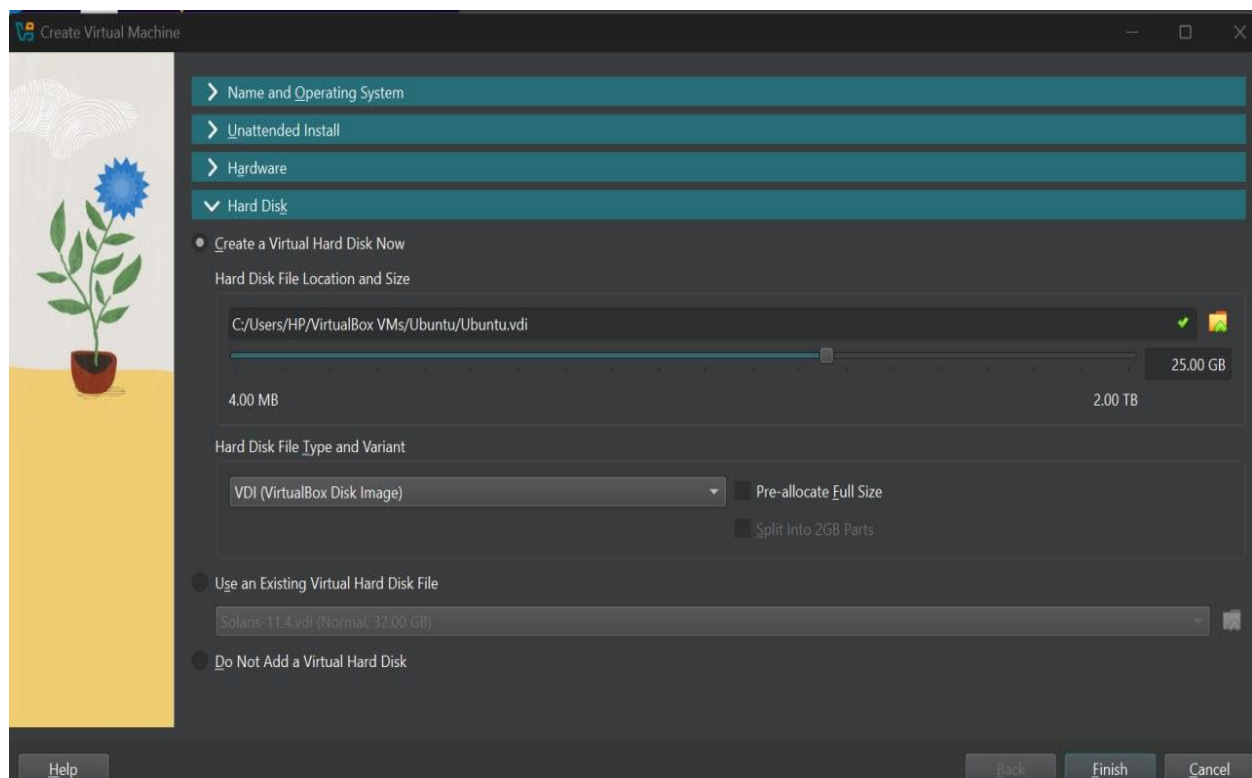 Create Virtual Machine
Name and Operating System
Unattended Install
Hardware
Hard Disk
Create a Virtual Hard Disk Now
Hard Disk File Location and Size
C:/Users/HP/VirtualBox VMs/Ubuntu/Ubuntu.vdi
25.00 GB
4.00 MB 2.00 TB
Hard Disk File Type and Variant
VDI (VirtualBox Disk Image) Pre-allocate Full Size
Split Into 2GB Parts
Use an Existing Virtual Hard Disk File
Solaris-11.4.vdi (Normal, 32.00 GB)
Do Not Add a Virtual Hard Disk
Help Back Finish Cancel